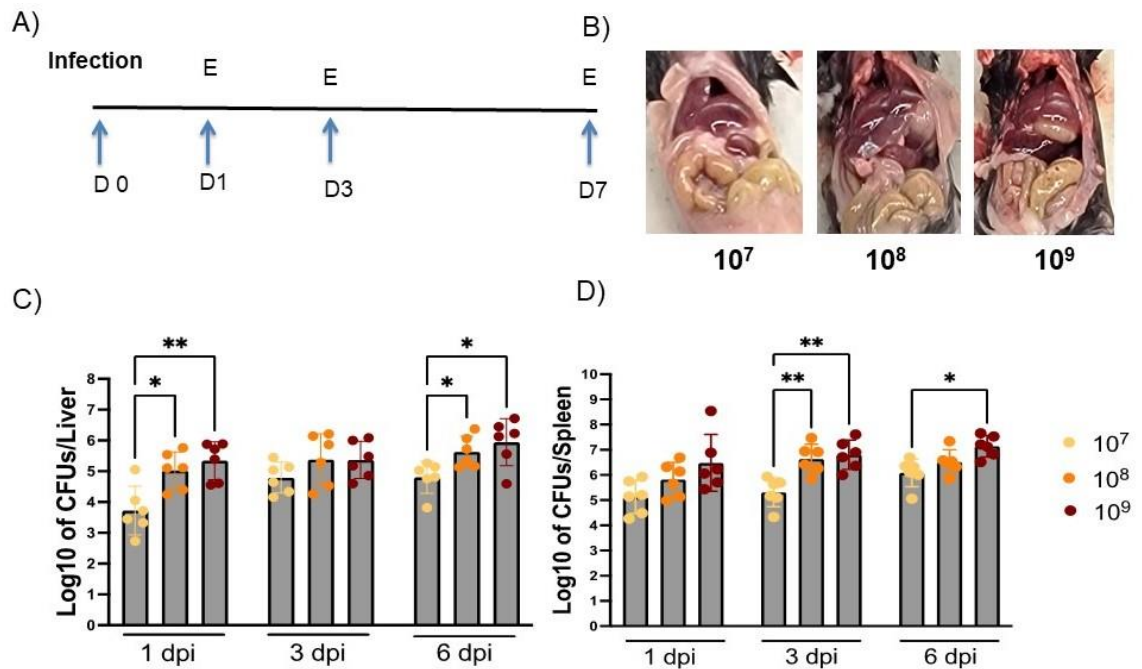 A)
Infection
E
E
E
D 0
D1
D3
D7
B)
10⁷
10⁸
10⁹
C)
Log10 of CFUs/Liver
8
7
6
5
4
3
2
1
0
**
*
*
*
1 dpi
3 dpi
6 dpi
D)
Log10 of CFUs/Spleen
10
9
8
7
6
5
4
3
2
1
0
**
**
*
1 dpi
3 dpi
6 dpi
10⁷
10⁸
10⁹